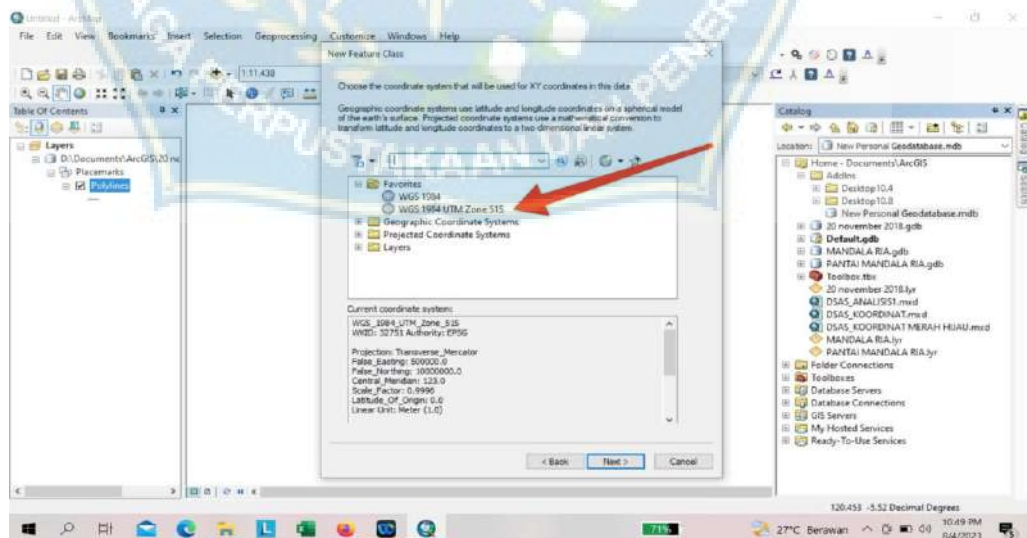 Untitled - ArcMap
File Edit View Bookmarks Insert Selection Geoprocessing Customize Windows Help
1:11.438
Table Of Contents
Layers
D:\Documents\ArcGIS\20 ne
Placemarks
Polylines
New Feature Class
Choose the coordinate system that will be used for XY coordinates in this data.
Geographic coordinate systems use latitude and longitude coordinates on a spherical model
of the earth's surface. Projected coordinate systems use a mathematical conversion to
transform latitude and longitude coordinates to a two-dimensional linear system.
Favorites
WGS 1984
WGS 1984 UTM Zone 51S
Geographic Coordinate Systems
Projected Coordinate Systems
Layers
Current coordinate system:
WGS_1984_UTM_Zone_51S
WKID: 32751 Authority: EPSG
Projection: Transverse_Mercator
False_Easting: 500000.0
False_Northing: 10000000.0
Central_Meridian: 123.0
Scale_Factor: 0.9996
Latitude_Of_Origin: 0.0
Linear Unit: Meter (1.0)
< Back Next > Cancel
Catalog
Location: New Personal Geodatabase.mdb
Home - Documents\ArcGIS
AddIns
Desktop10.4
Desktop10.8
New Personal Geodatabase.mdb
20 november 2018.gdb
Default.gdb
MANDALA RIA.gdb
PANTAI MANDALA RIA.gdb
Toolbox.tbx
20 november 2018.lyr
DSAS_ANALISIS1.mxd
DSAS_KOORDINAT.mxd
DSAS_KOORDINAT MERAH HIJAU.mxd
MANDALA RIA.lyr
PANTAI MANDALA RIA.lyr
Folder Connections
Toolboxes
Database Servers
Database Connections
GIS Servers
My Hosted Services
Ready-To-Use Services
Catalog
Search
120.453 -5.52 Decimal Degrees
71%
27°C Berawan
10:49 PM
8/4/2023
PUSTAKAAN DAN PENER